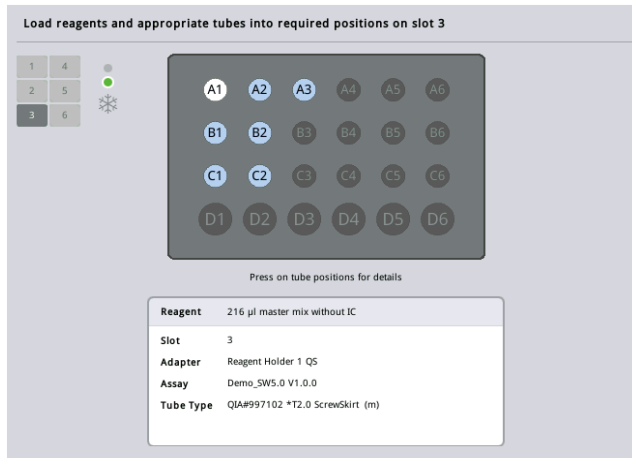 Load reagents and appropriate tubes into required positions on slot 3
1 4
2 5
3 6
A1 A2 A3 A4 A5 A6
B1 B2 B3 B4 B5 B6
C1 C2 C3 C4 C5 C6
D1 D2 D3 D4 D5 D6
Press on tube positions for details
Reagent 216 µl master mix without IC
Slot 3
Adapter Reagent Holder 1 QS
Assay Demo_SW5.0 V1.0.0
Tube Type QIA#997102 *T2.0 ScrewSkirt (m)